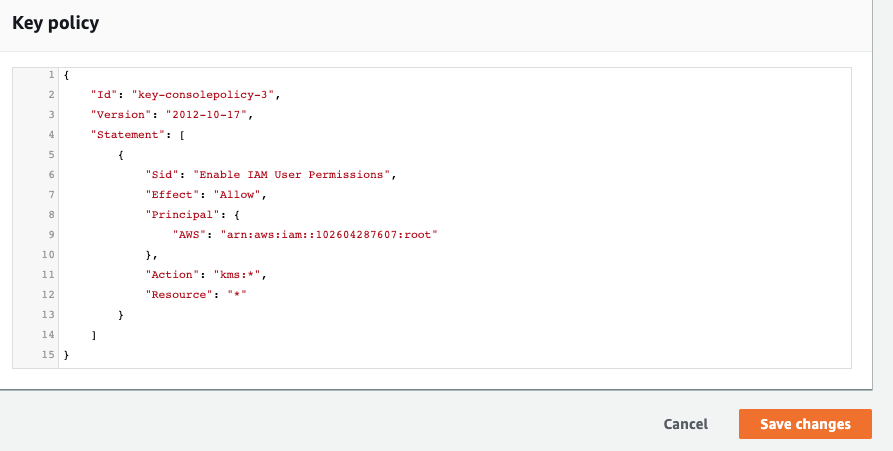 Key policy
1 {
2 "Id": "key-consolepolicy-3",
3 "Version": "2012-10-17",
4 "Statement": [
5 {
6 "Sid": "Enable IAM User Permissions",
7 "Effect": "Allow",
8 "Principal": {
9 "AWS": "arn:aws:iam::102604287607:root"
10 },
11 "Action": "kms:*",
12 "Resource": "*"
13 }
14 ]
15 }
Cancel Save changes